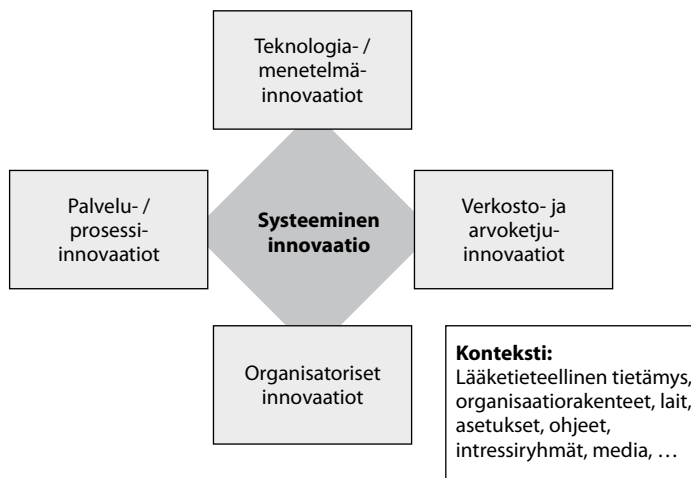 Teknologia- /
menetelmä-
innovaatiot
Palvelu- /
prosessi-
innovaatiot
Systeeminen
innovaatio
Verkosto- ja
arvoketju-
innovaatiot
Organisatoriset
innovaatiot
Konteksti:
Lääketieteellinen tietämys,
organisaatiorakenteet, lait,
asetukset, ohjeet,
intressiryhmät, media, …